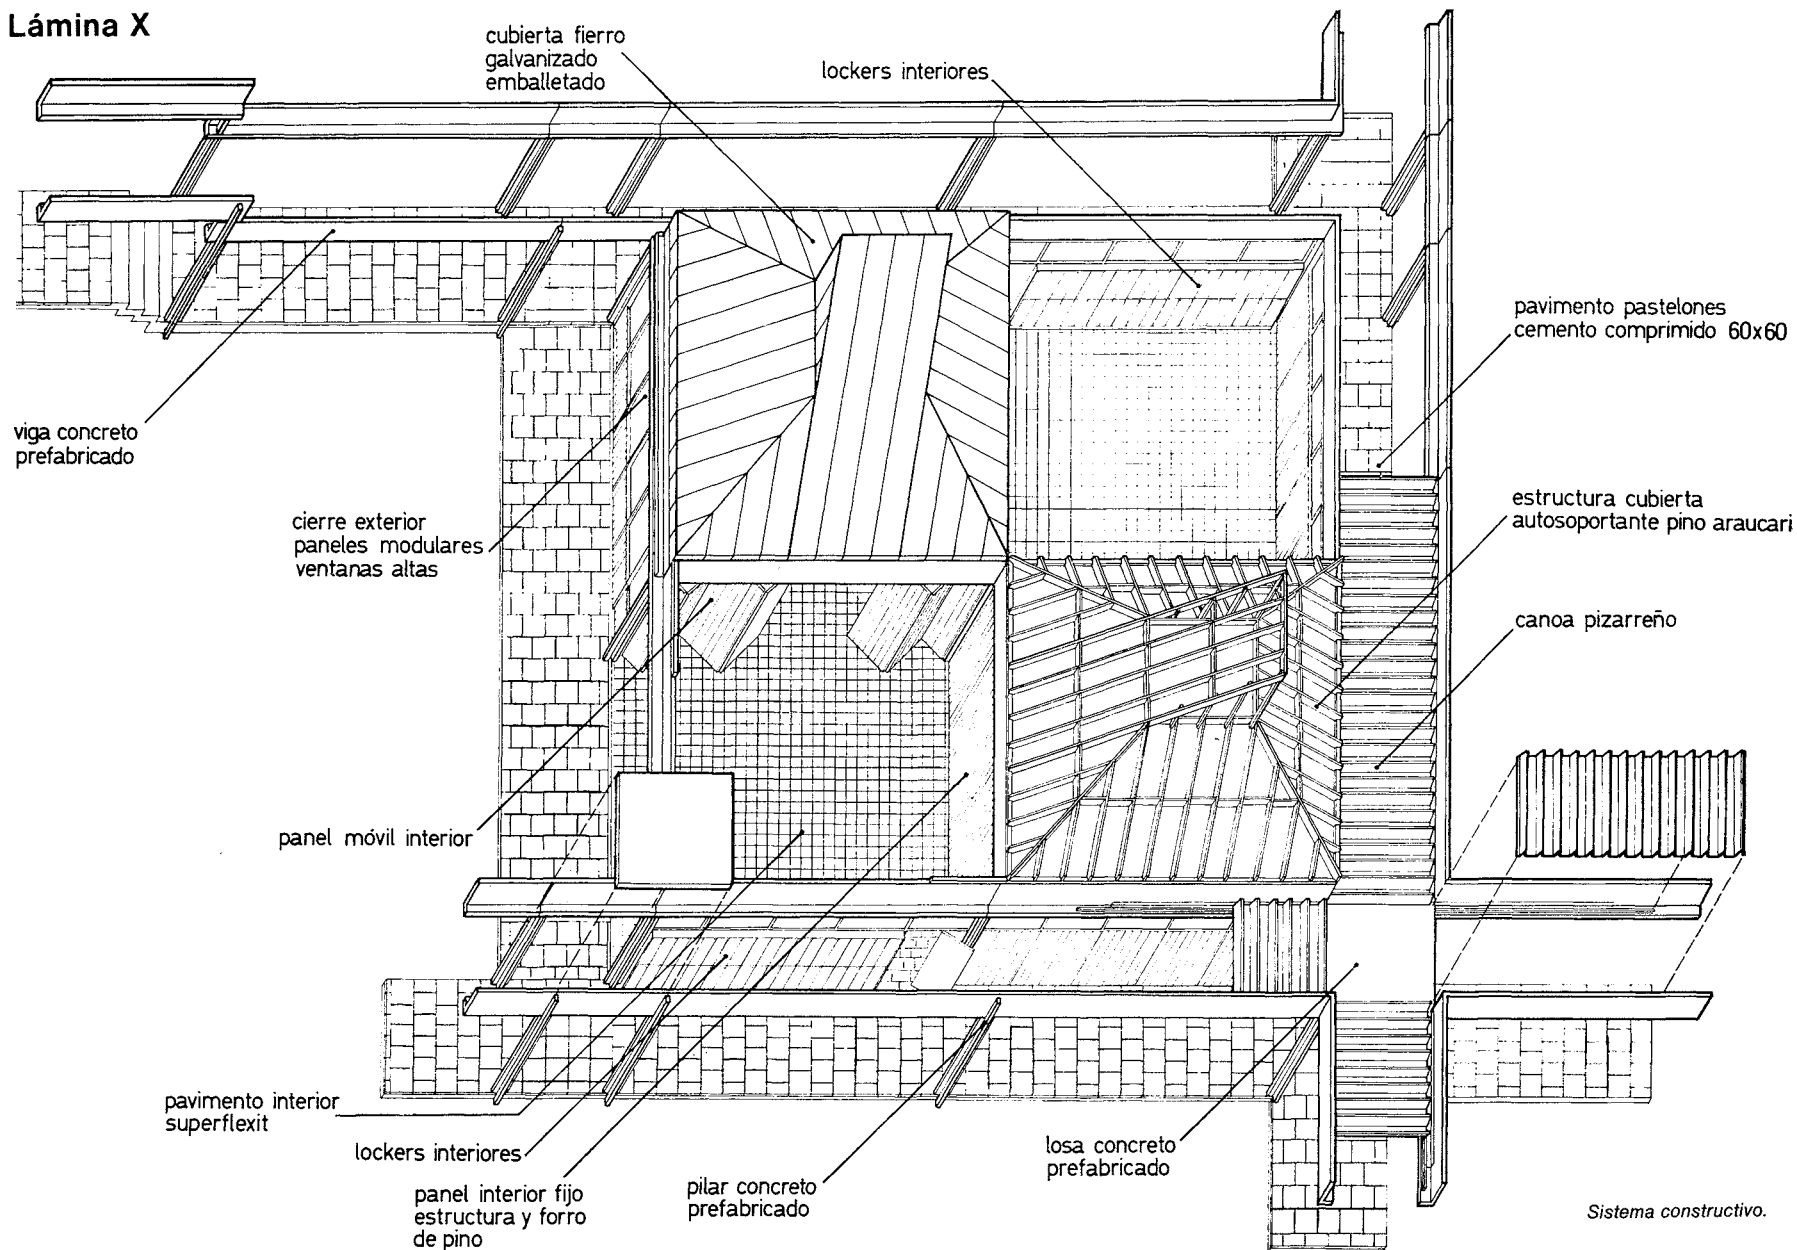 Lámina X
cubierta fierro
galvanizado
emballetado
lockers interiores
pavimento pastelones
cemento comprimido 60x60
viga concreto
prefabricado
estructura cubierta
autosoportante pino araucari
cierre exterior
paneles modulares
ventanas altas
canoa pizarreño
panel móvil interior
pavimento interior
superflexit
lockers interiores
panel interior fijo
estructura y forro
de pino
pilar concreto
prefabricado
losa concreto
prefabricado
Sistema constructivo.